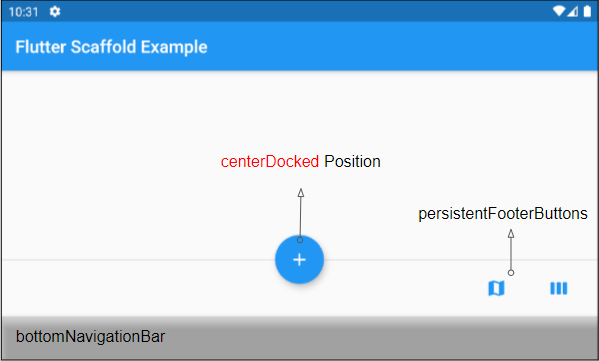 10:31
Flutter Scaffold Example
centerDocked Position
persistentFooterButtons
bottomNavigationBar